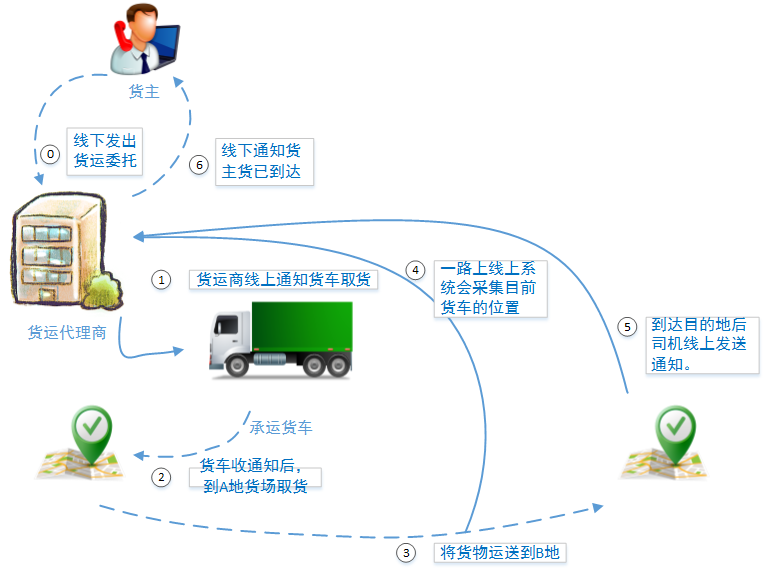 货主
0
线下发出
货运委托
6
线下通知货
主货已到达
1
货运商线上通知货车取货
4
一路上线上系
统会采集目前
货车的位置
5
到达目的地后
司机线上发送
通知。
货运代理商
承运货车
2
货车收通知后，
到A地货场取货
3
将货物运送到B地